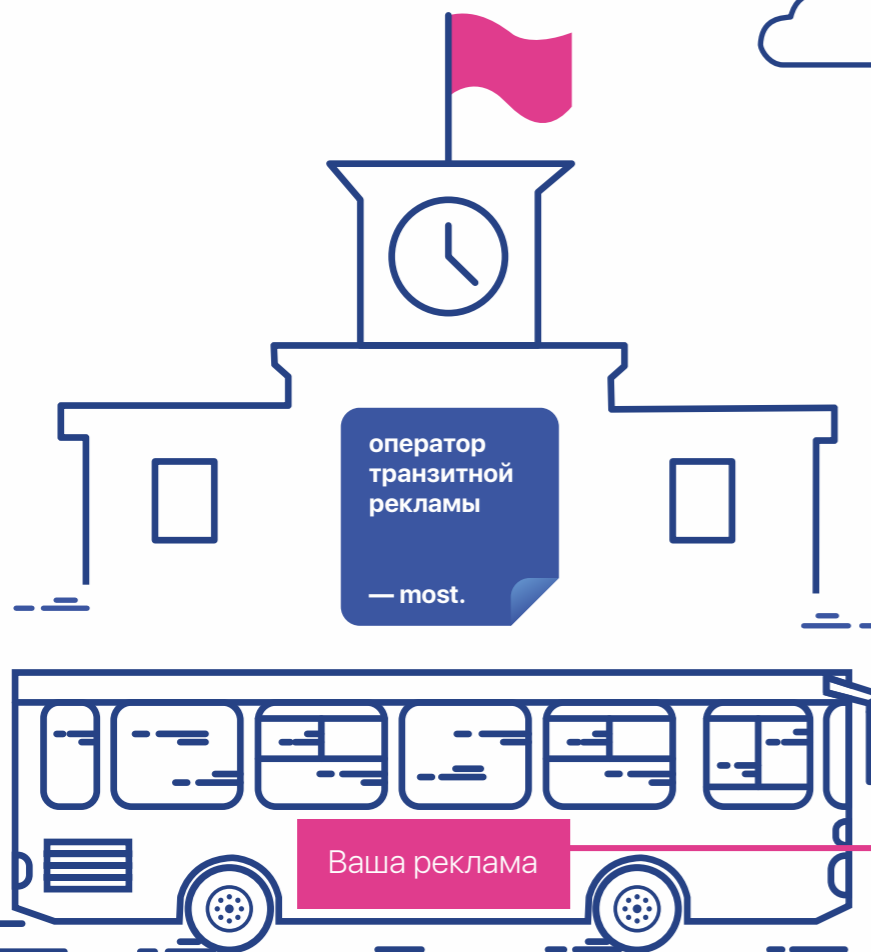 оператор
транзитной
рекламы
— most.
Ваша реклама